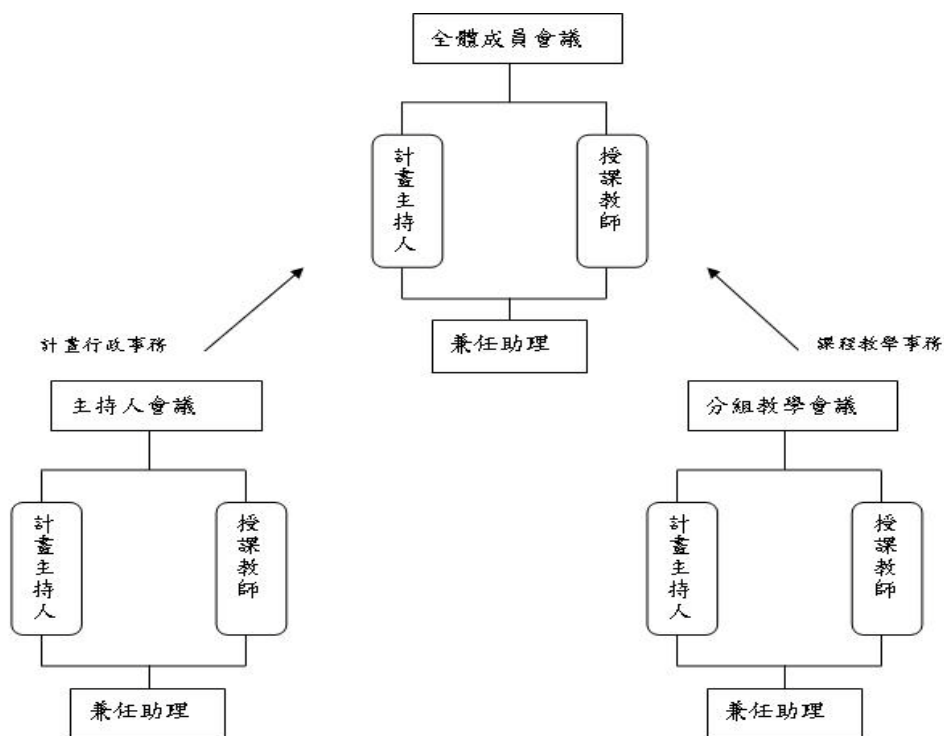 全體成員會議
計畫主持人
授課教師
兼任助理
計畫行政事務
課程教學事務
主持人會議
計畫主持人
授課教師
兼任助理
分組教學會議
計畫主持人
授課教師
兼任助理